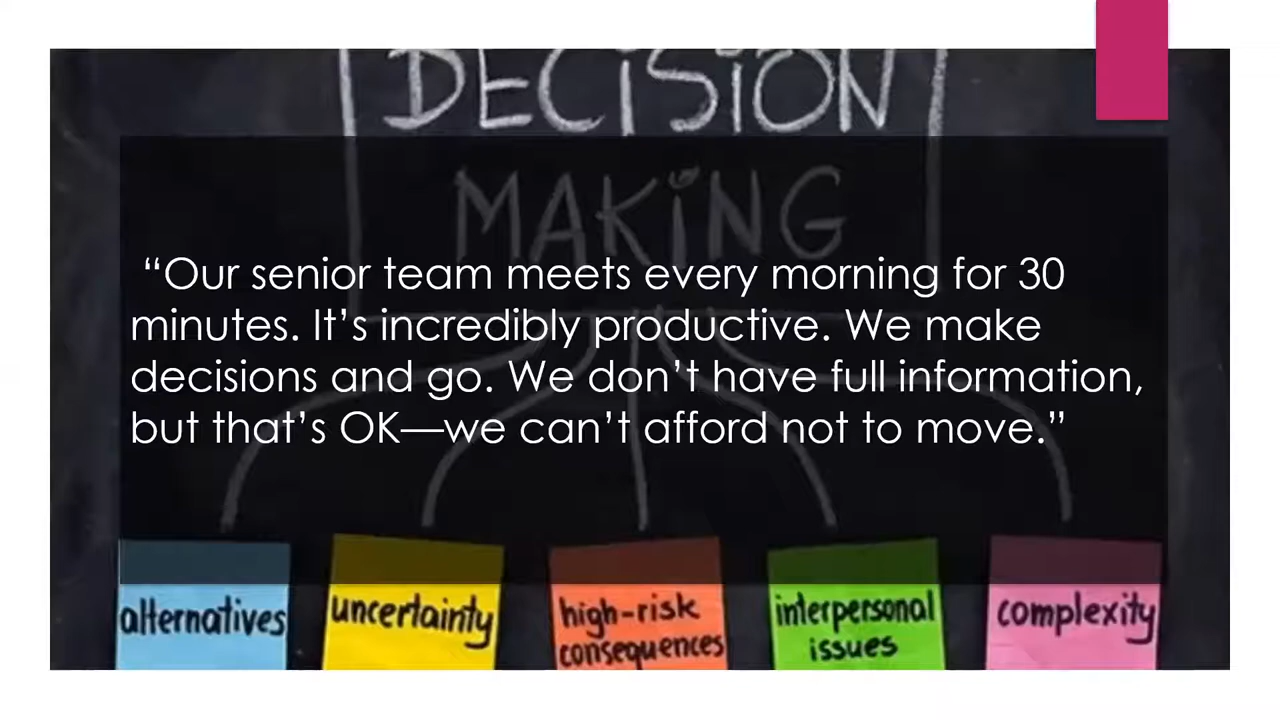 DECiSiON
MAKiNG
“Our senior team meets every morning for 30
minutes. It’s incredibly productive. We make
decisions and go. We don’t have full information,
but that’s OK—we can’t afford not to move.”
alternatives
uncertainty
high-risk
consequences
interpersonal
issues
complexity